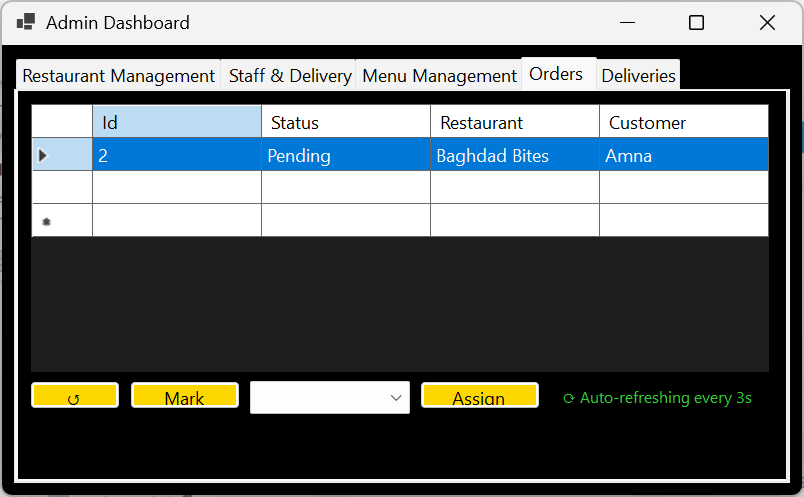 Admin Dashboard
Restaurant Management Staff & Delivery Menu Management Orders Deliveries
Id Status Restaurant Customer
2 Pending Baghdad Bites Amna
↺ Mark Assign ⟳ Auto-refreshing every 3s